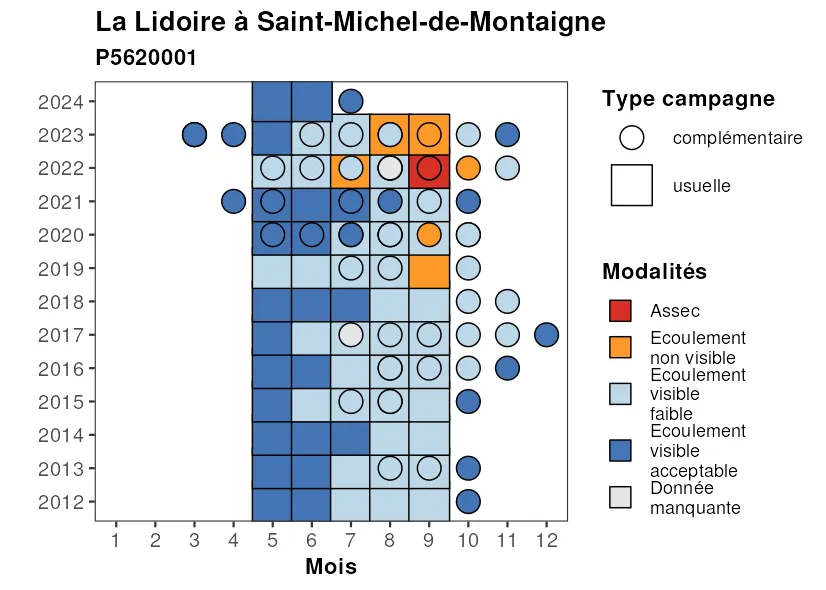 La Lidoire à Saint-Michel-de-Montaigne
P5620001
2024
2023
2022
2021
2020
2019
2018
2017
2016
2015
2014
2013
2012
1 2 3 4 5 6 7 8 9 10 11 12
Mois
Type campagne
complémentaire
usuelle
Modalités
Assec
Ecoulement
non visible
Ecoulement
visible
faible
Ecoulement
visible
acceptable
Donnée
manquante